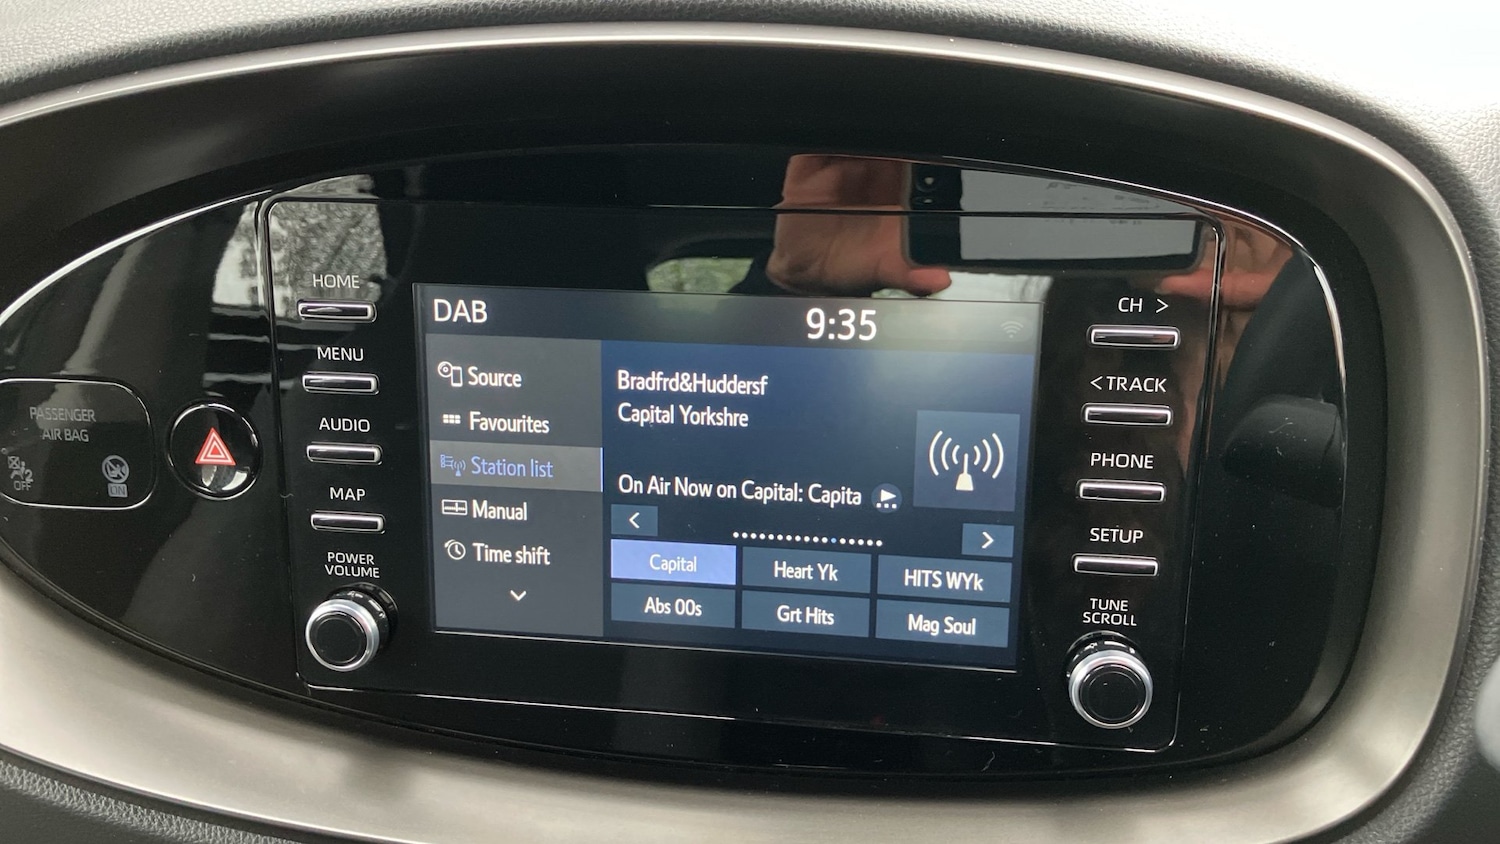 HOME
MENU
AUDIO
MAP
POWER
VOLUME
PASSENGER
AIR BAG
OFF
ON
DAB
9:35
Source
Favourites
Station list
Manual
Time shift
Bradfrd&Huddersf
Capital Yorkshre
On Air Now on Capital: Capita
Capital
Heart Yk
HITS WYk
Abs 00s
Grt Hits
Mag Soul
CH >
< TRACK
PHONE
SETUP
TUNE
SCROLL